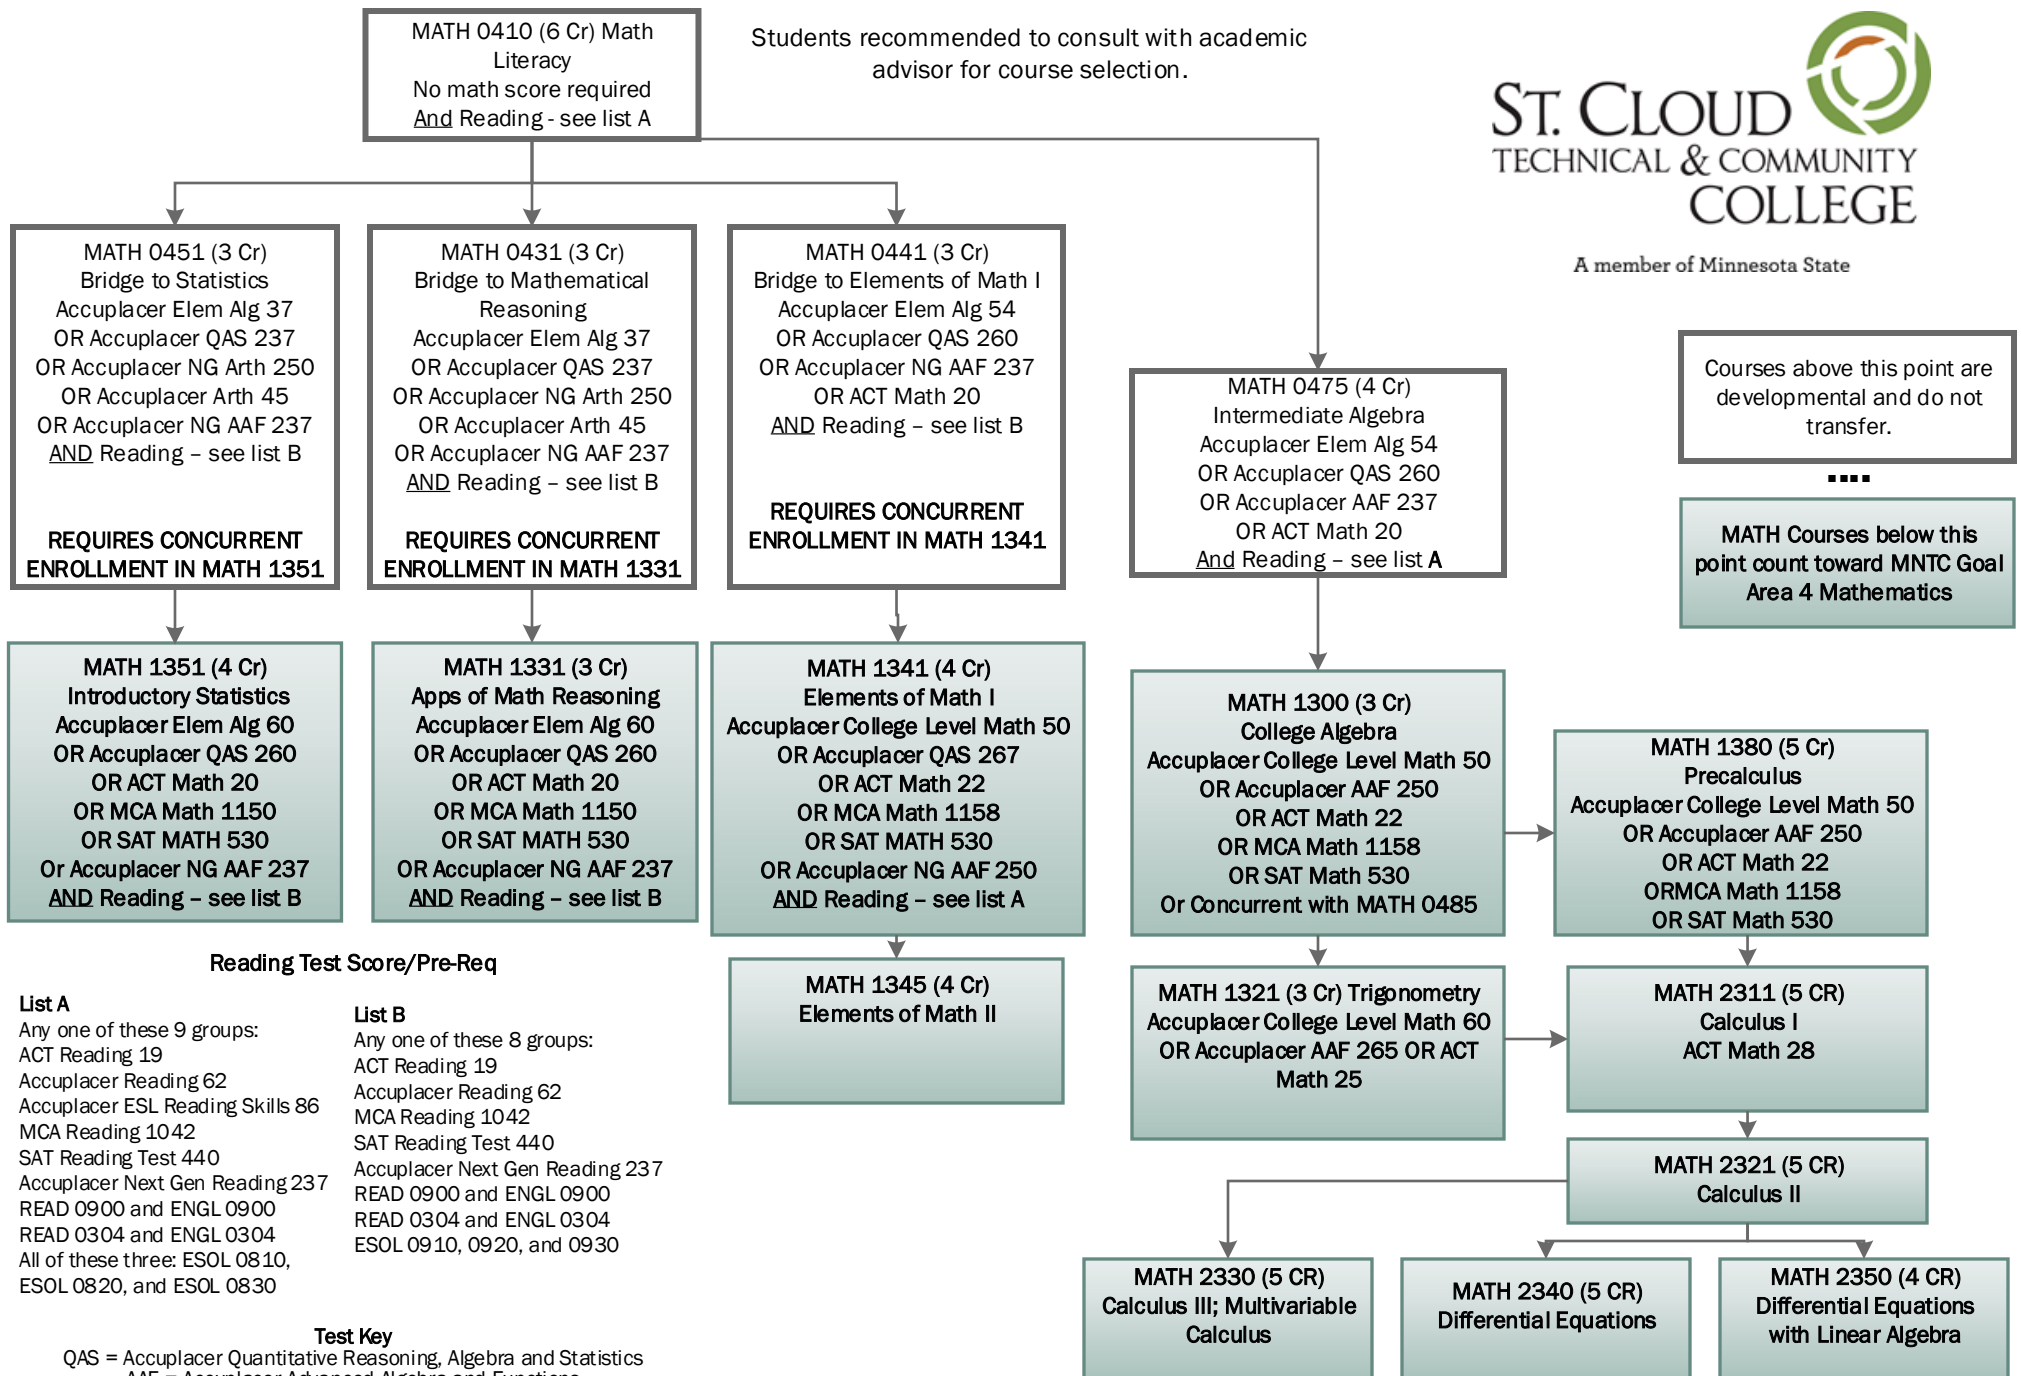 MATH 0410 (6 Cr) Math
Literacy
No math score required
And Reading - see list A
Students recommended to consult with academic
advisor for course selection.
ST. CLOUD
TECHNICAL & COMMUNITY
COLLEGE
A member of Minnesota State
MATH 0451 (3 Cr)
Bridge to Statistics
Accuplacer Elem Alg 37
OR Accuplacer QAS 237
OR Accuplacer NG Arth 250
OR Accuplacer Arth 45
OR Accuplacer NG AAF 237
AND Reading – see list B
REQUIRES CONCURRENT
ENROLLMENT IN MATH 1351
MATH 0431 (3 Cr)
Bridge to Mathematical
Reasoning
Accuplacer Elem Alg 37
OR Accuplacer QAS 237
OR Accuplacer NG Arth 250
OR Accuplacer Arth 45
OR Accuplacer NG AAF 237
AND Reading – see list B
REQUIRES CONCURRENT
ENROLLMENT IN MATH 1331
MATH 0441 (3 Cr)
Bridge to Elements of Math I
Accuplacer Elem Alg 54
OR Accuplacer QAS 260
OR Accuplacer NG AAF 237
OR ACT Math 20
AND Reading – see list B
REQUIRES CONCURRENT
ENROLLMENT IN MATH 1341
MATH 0475 (4 Cr)
Intermediate Algebra
Accuplacer Elem Alg 54
OR Accuplacer QAS 260
OR Accuplacer AAF 237
OR ACT Math 20
And Reading – see list A
Courses above this point are
developmental and do not
transfer.
....
MATH Courses below this
point count toward MNTC Goal
Area 4 Mathematics
MATH 1351 (4 Cr)
Introductory Statistics
Accuplacer Elem Alg 60
OR Accuplacer QAS 260
OR ACT Math 20
OR MCA Math 1150
OR SAT MATH 530
Or Accuplacer NG AAF 237
AND Reading – see list B
MATH 1331 (3 Cr)
Apps of Math Reasoning
Accuplacer Elem Alg 60
OR Accuplacer QAS 260
OR ACT Math 20
OR MCA Math 1150
OR SAT MATH 530
OR Accuplacer NG AAF 237
AND Reading – see list B
MATH 1341 (4 Cr)
Elements of Math I
Accuplacer College Level Math 50
OR Accuplacer QAS 267
OR ACT Math 22
OR MCA Math 1158
OR SAT MATH 530
OR Accuplacer NG AAF 250
AND Reading – see list A
MATH 1300 (3 Cr)
College Algebra
Accuplacer College Level Math 50
OR Accuplacer AAF 250
OR ACT Math 22
OR MCA Math 1158
OR SAT Math 530
Or Concurrent with MATH 0485
MATH 1380 (5 Cr)
Precalculus
Accuplacer College Level Math 50
OR Accuplacer AAF 250
OR ACT Math 22
ORMCA Math 1158
OR SAT Math 530
MATH 1345 (4 Cr)
Elements of Math II
MATH 1321 (3 Cr) Trigonometry
Accuplacer College Level Math 60
OR Accuplacer AAF 265 OR ACT
Math 25
MATH 2311 (5 CR)
Calculus I
ACT Math 28
MATH 2321 (5 CR)
Calculus II
MATH 2330 (5 CR)
Calculus III; Multivariable
Calculus
MATH 2340 (5 CR)
Differential Equations
MATH 2350 (4 CR)
Differential Equations
with Linear Algebra
Reading Test Score/Pre-Req
List A
Any one of these 9 groups:
ACT Reading 19
Accuplacer Reading 62
Accuplacer ESL Reading Skills 86
MCA Reading 1042
SAT Reading Test 440
Accuplacer Next Gen Reading 237
READ 0900 and ENGL 0900
READ 0304 and ENGL 0304
All of these three: ESOL 0810,
ESOL 0820, and ESOL 0830
List B
Any one of these 8 groups:
ACT Reading 19
Accuplacer Reading 62
MCA Reading 1042
SAT Reading Test 440
Accuplacer Next Gen Reading 237
READ 0900 and ENGL 0900
READ 0304 and ENGL 0304
ESOL 0910, 0920, and 0930
Test Key
QAS = Accuplacer Quantitative Reasoning, Algebra and Statistics
AAF = Accuplacer Advanced Algebra and Functions